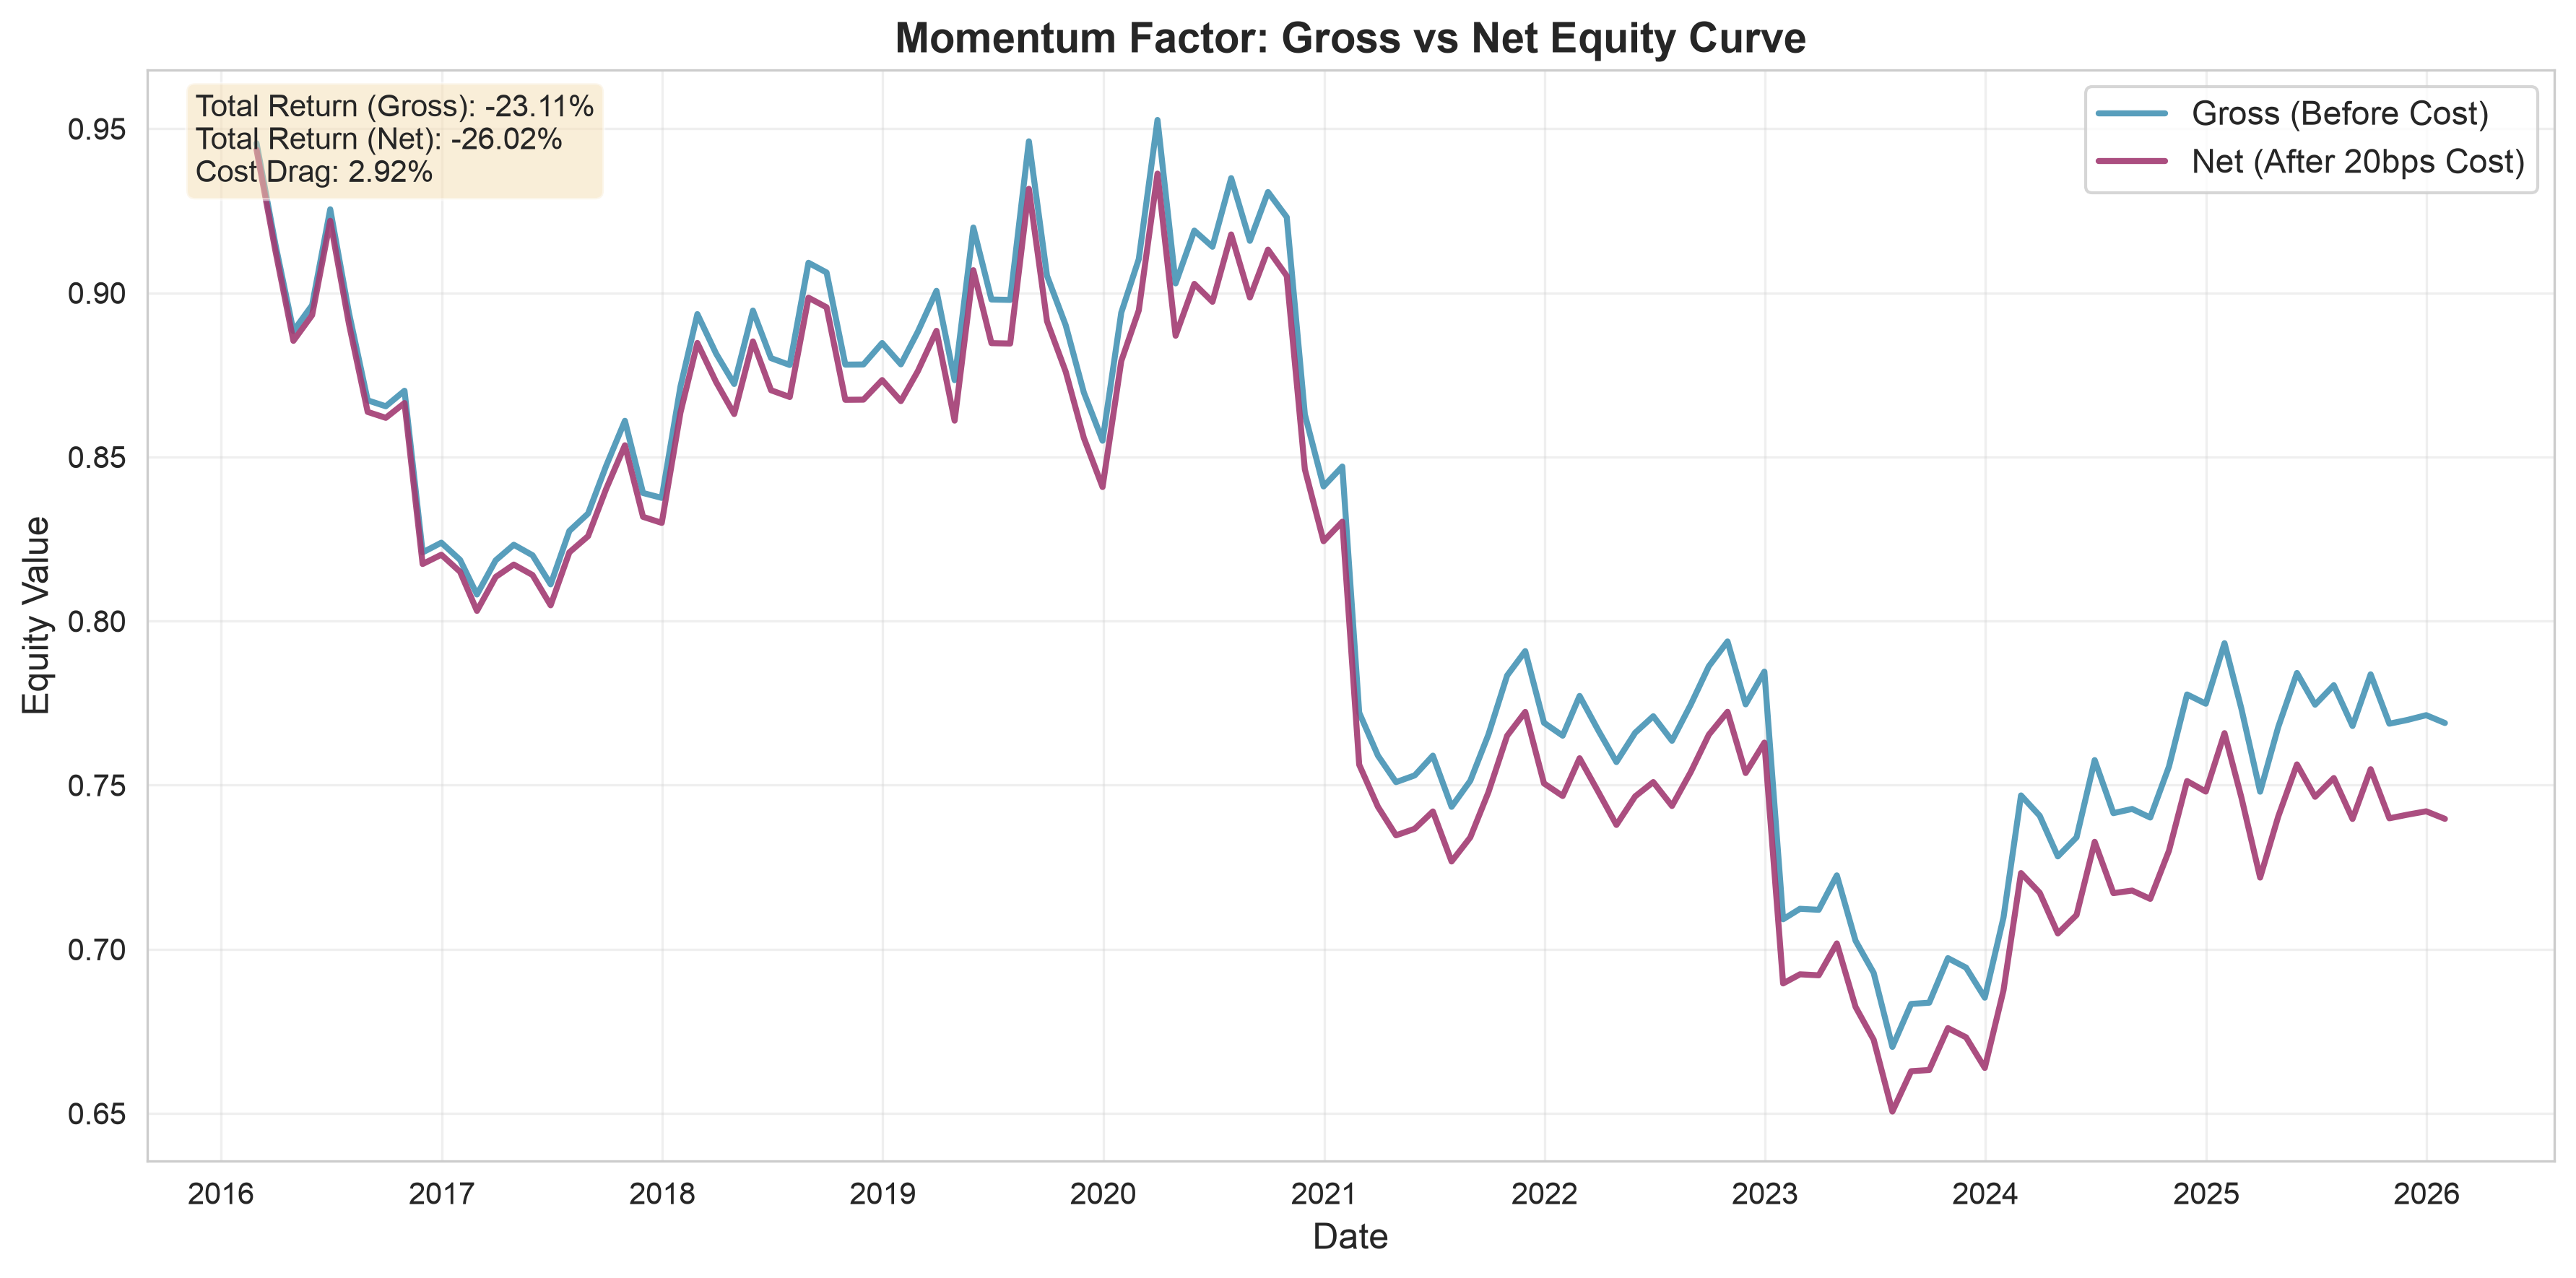 Momentum Factor: Gross vs Net Equity Curve
Total Return (Gross): -23.11%
Total Return (Net): -26.02%
Cost Drag: 2.92%
Gross (Before Cost)
Net (After 20bps Cost)
Equity Value
0.95
0.90
0.85
0.80
0.75
0.70
0.65
2016 2017 2018 2019 2020 2021 2022 2023 2024 2025 2026
Date